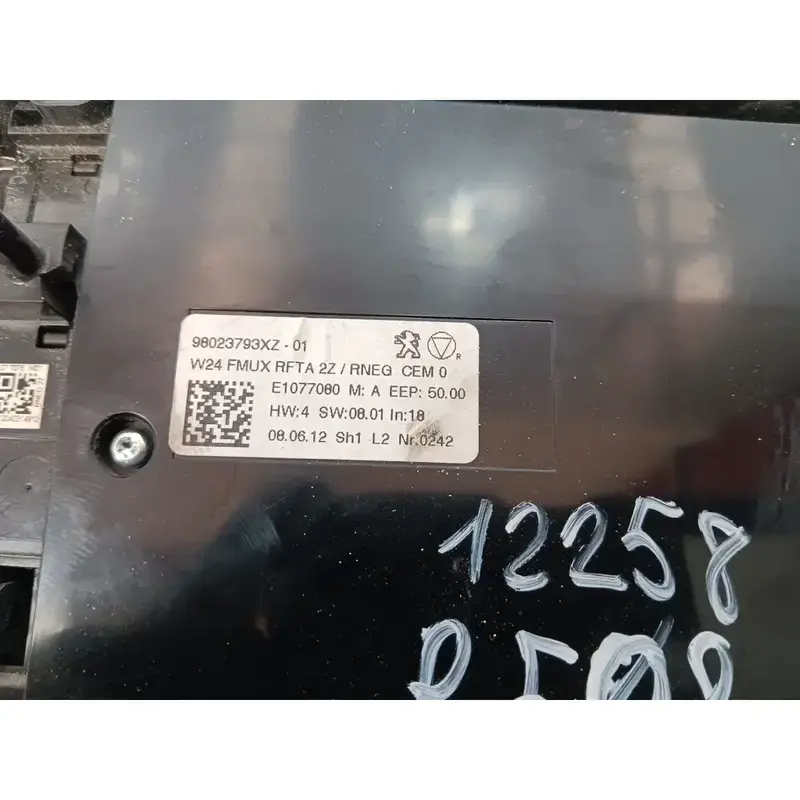 98023793XZ - 01
W24 FMUX RFTA 2Z / RNEG CEM 0
E1077080 M: A EEP: 50.00
HW:4 SW:08.01 In:18
08.06.12 Sh1 L2 Nr.0242
R
12258